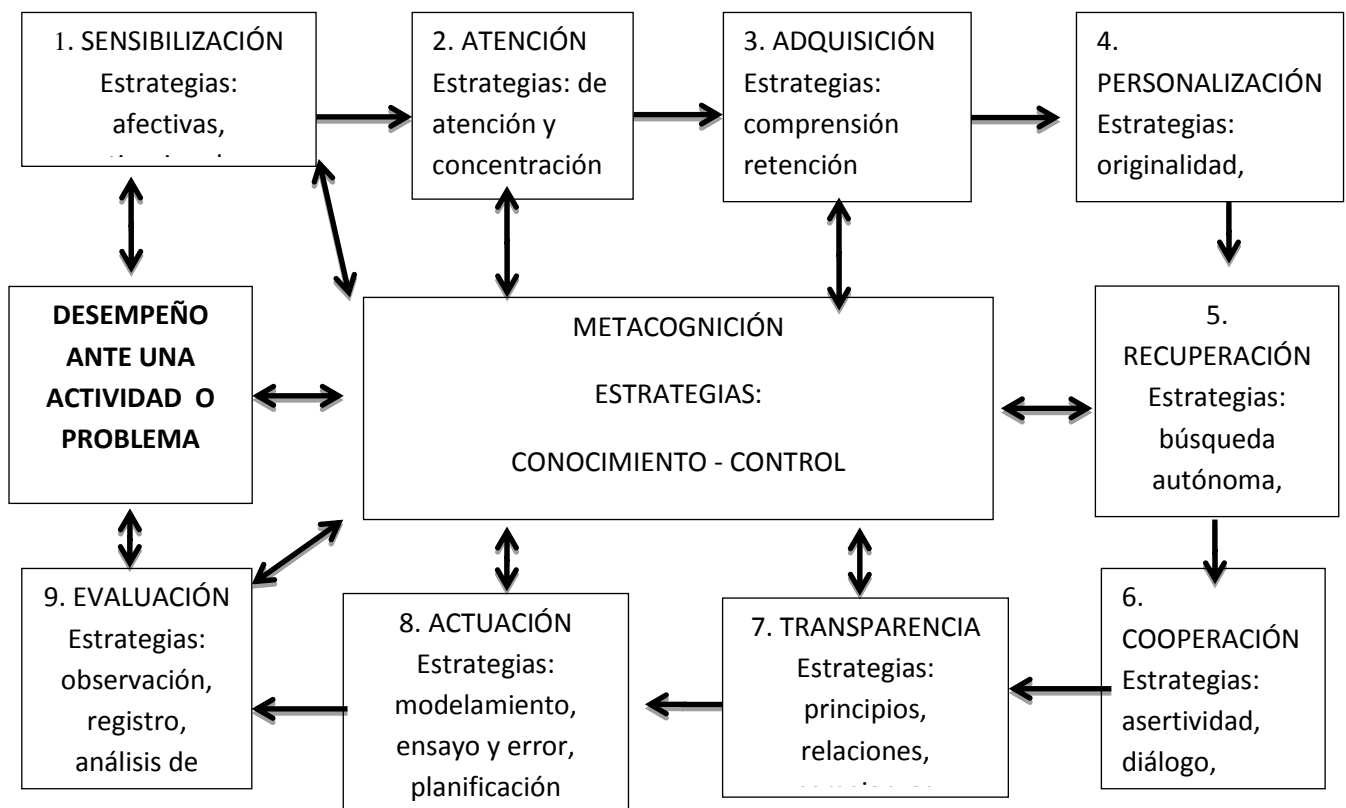 1. SENSIBILIZACIÓN
Estrategias:
afectivas,
2. ATENCIÓN
Estrategias: de
atención y
concentración
3. ADQUISICIÓN
Estrategias:
comprensión
retención
4.
PERSONALIZACIÓN
Estrategias:
originalidad,
DESEMPEÑO
ANTE UNA
ACTIVIDAD O
PROBLEMA
METACOGNICIÓN
ESTRATEGIAS:
CONOCIMIENTO - CONTROL
5.
RECUPERACIÓN
Estrategias:
búsqueda
autónoma,
9. EVALUACIÓN
Estrategias:
observación,
registro,
análisis de
8. ACTUACIÓN
Estrategias:
modelamiento,
ensayo y error,
planificación
7. TRANSPARENCIA
Estrategias:
principios,
relaciones,
6.
COOPERACIÓN
Estrategias:
asertividad,
diálogo,